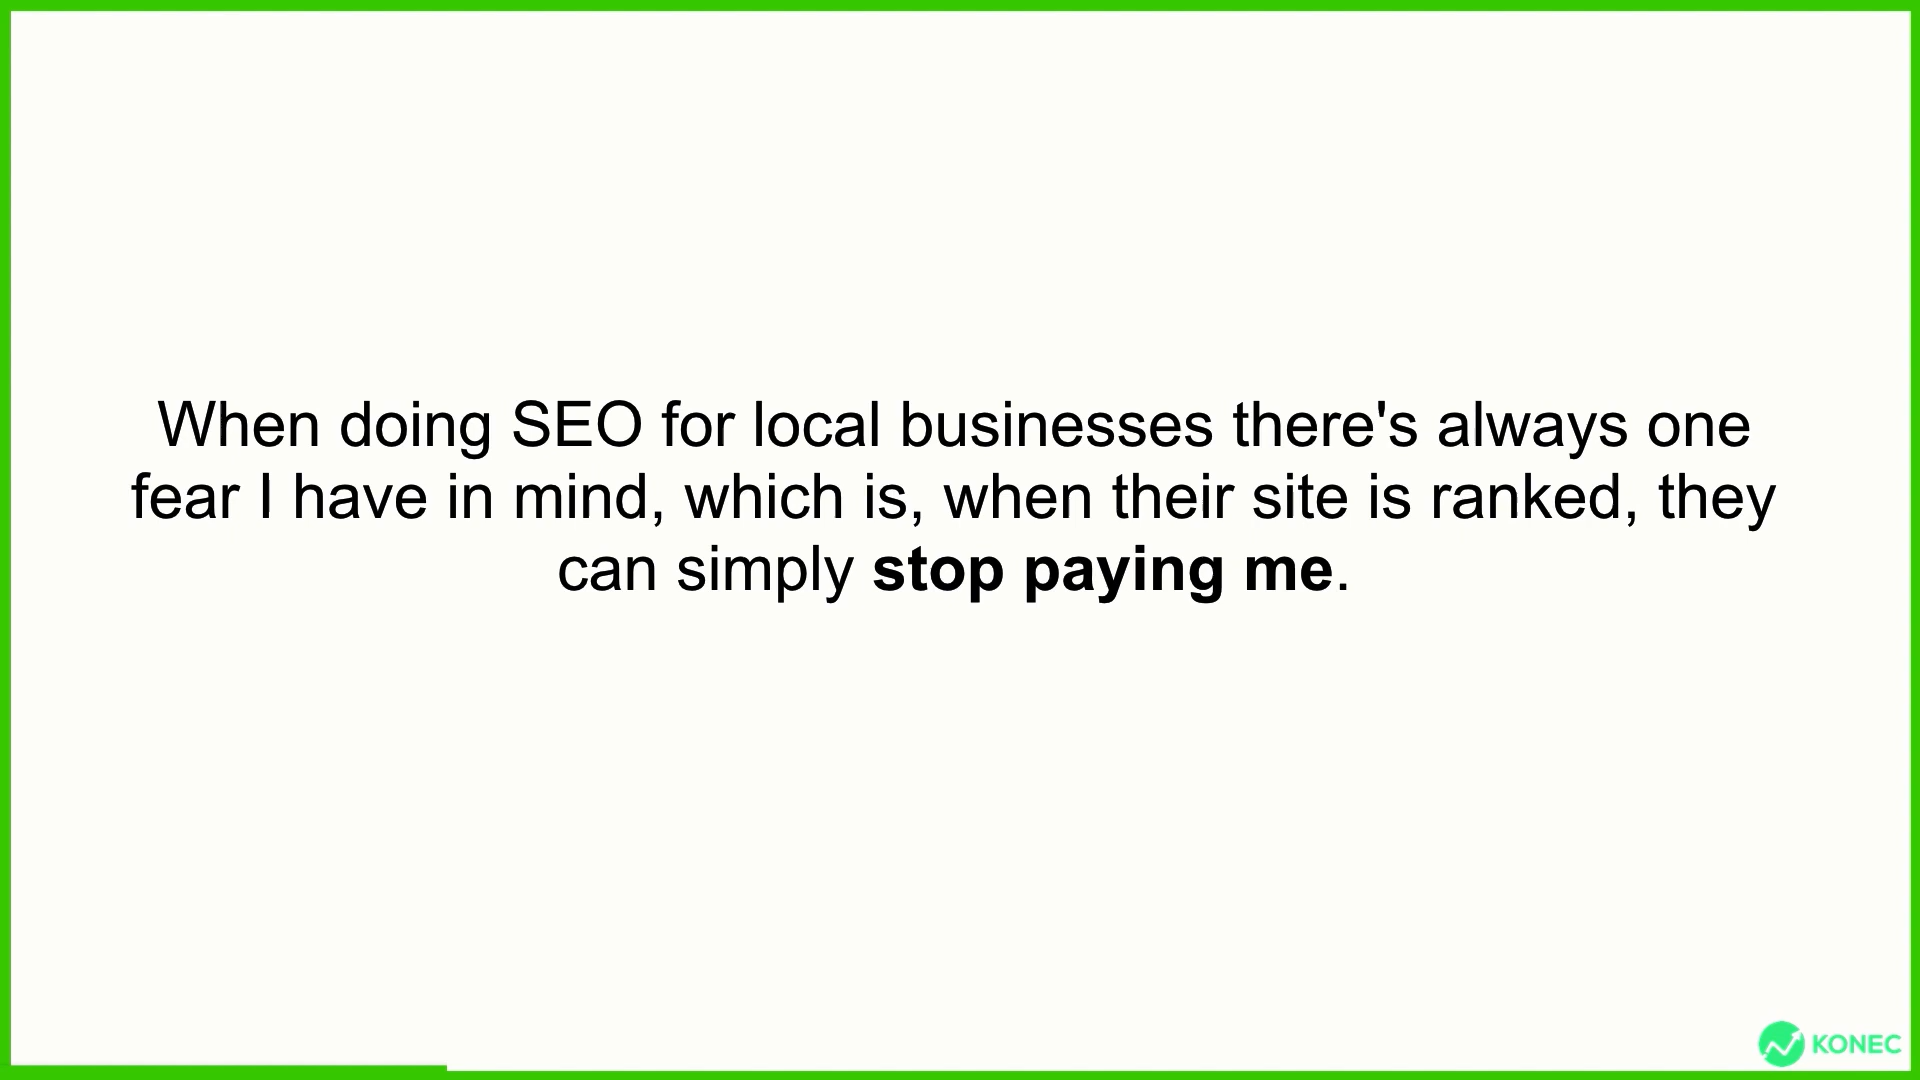 When doing SEO for local businesses there's always one
fear I have in mind, which is, when their site is ranked, they
can simply stop paying me.
KONEC